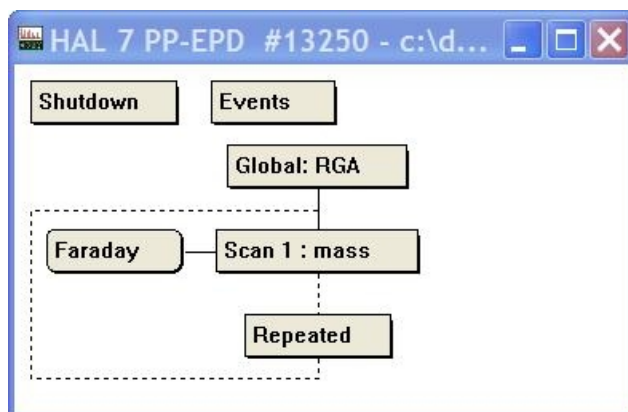 HAL 7 PP-EPD #13250 - c:\d...
Shutdown
Events
Global: RGA
Faraday
Scan 1 : mass
Repeated